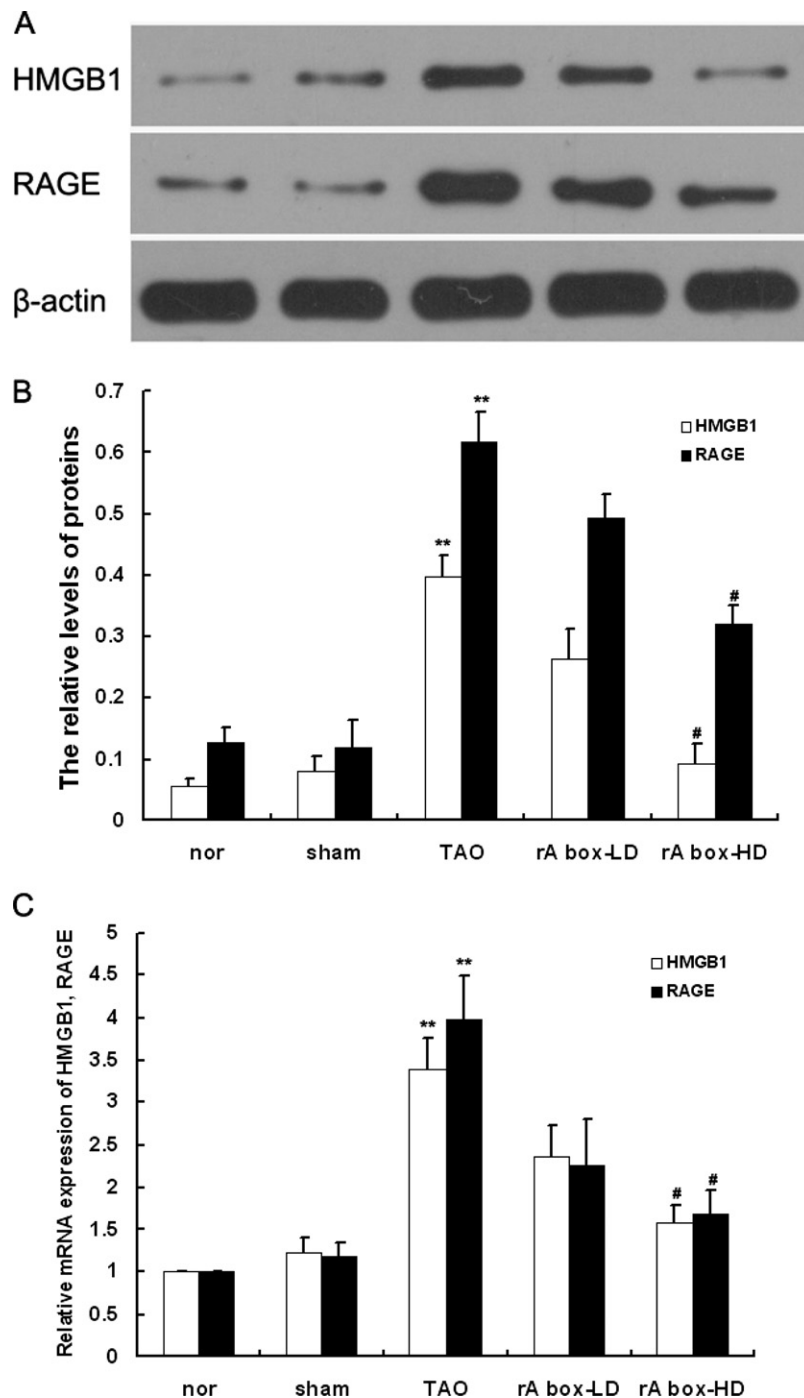 A
HMGB1
RAGE
β-actin
B
The relative levels of proteins
0.7
0.6
0.5
0.4
0.3
0.2
0.1
0
**
**
#
#
HMGB1
RAGE
nor sham TAO rA box-LD rA box-HD
C
Relative mRNA expression of HMGB1, RAGE
5
4.5
4
3.5
3
2.5
2
1.5
1
0.5
0
**
**
# #
HMGB1
RAGE
nor sham TAO rA box-LD rA box-HD